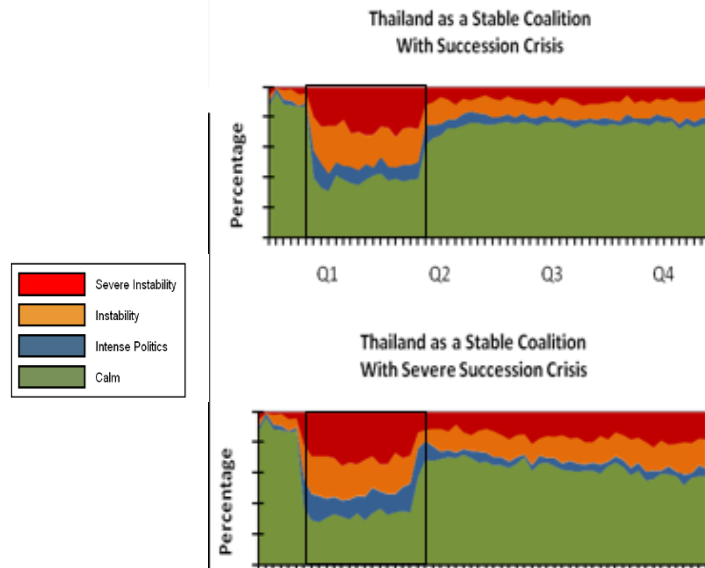 Thailand as a Stable Coalition
With Succession Crisis
Percentage
Q1
Q2
Q3
Q4
Severe Instability
Instability
Intense Politics
Calm
Thailand as a Stable Coalition
With Severe Succession Crisis
Percentage